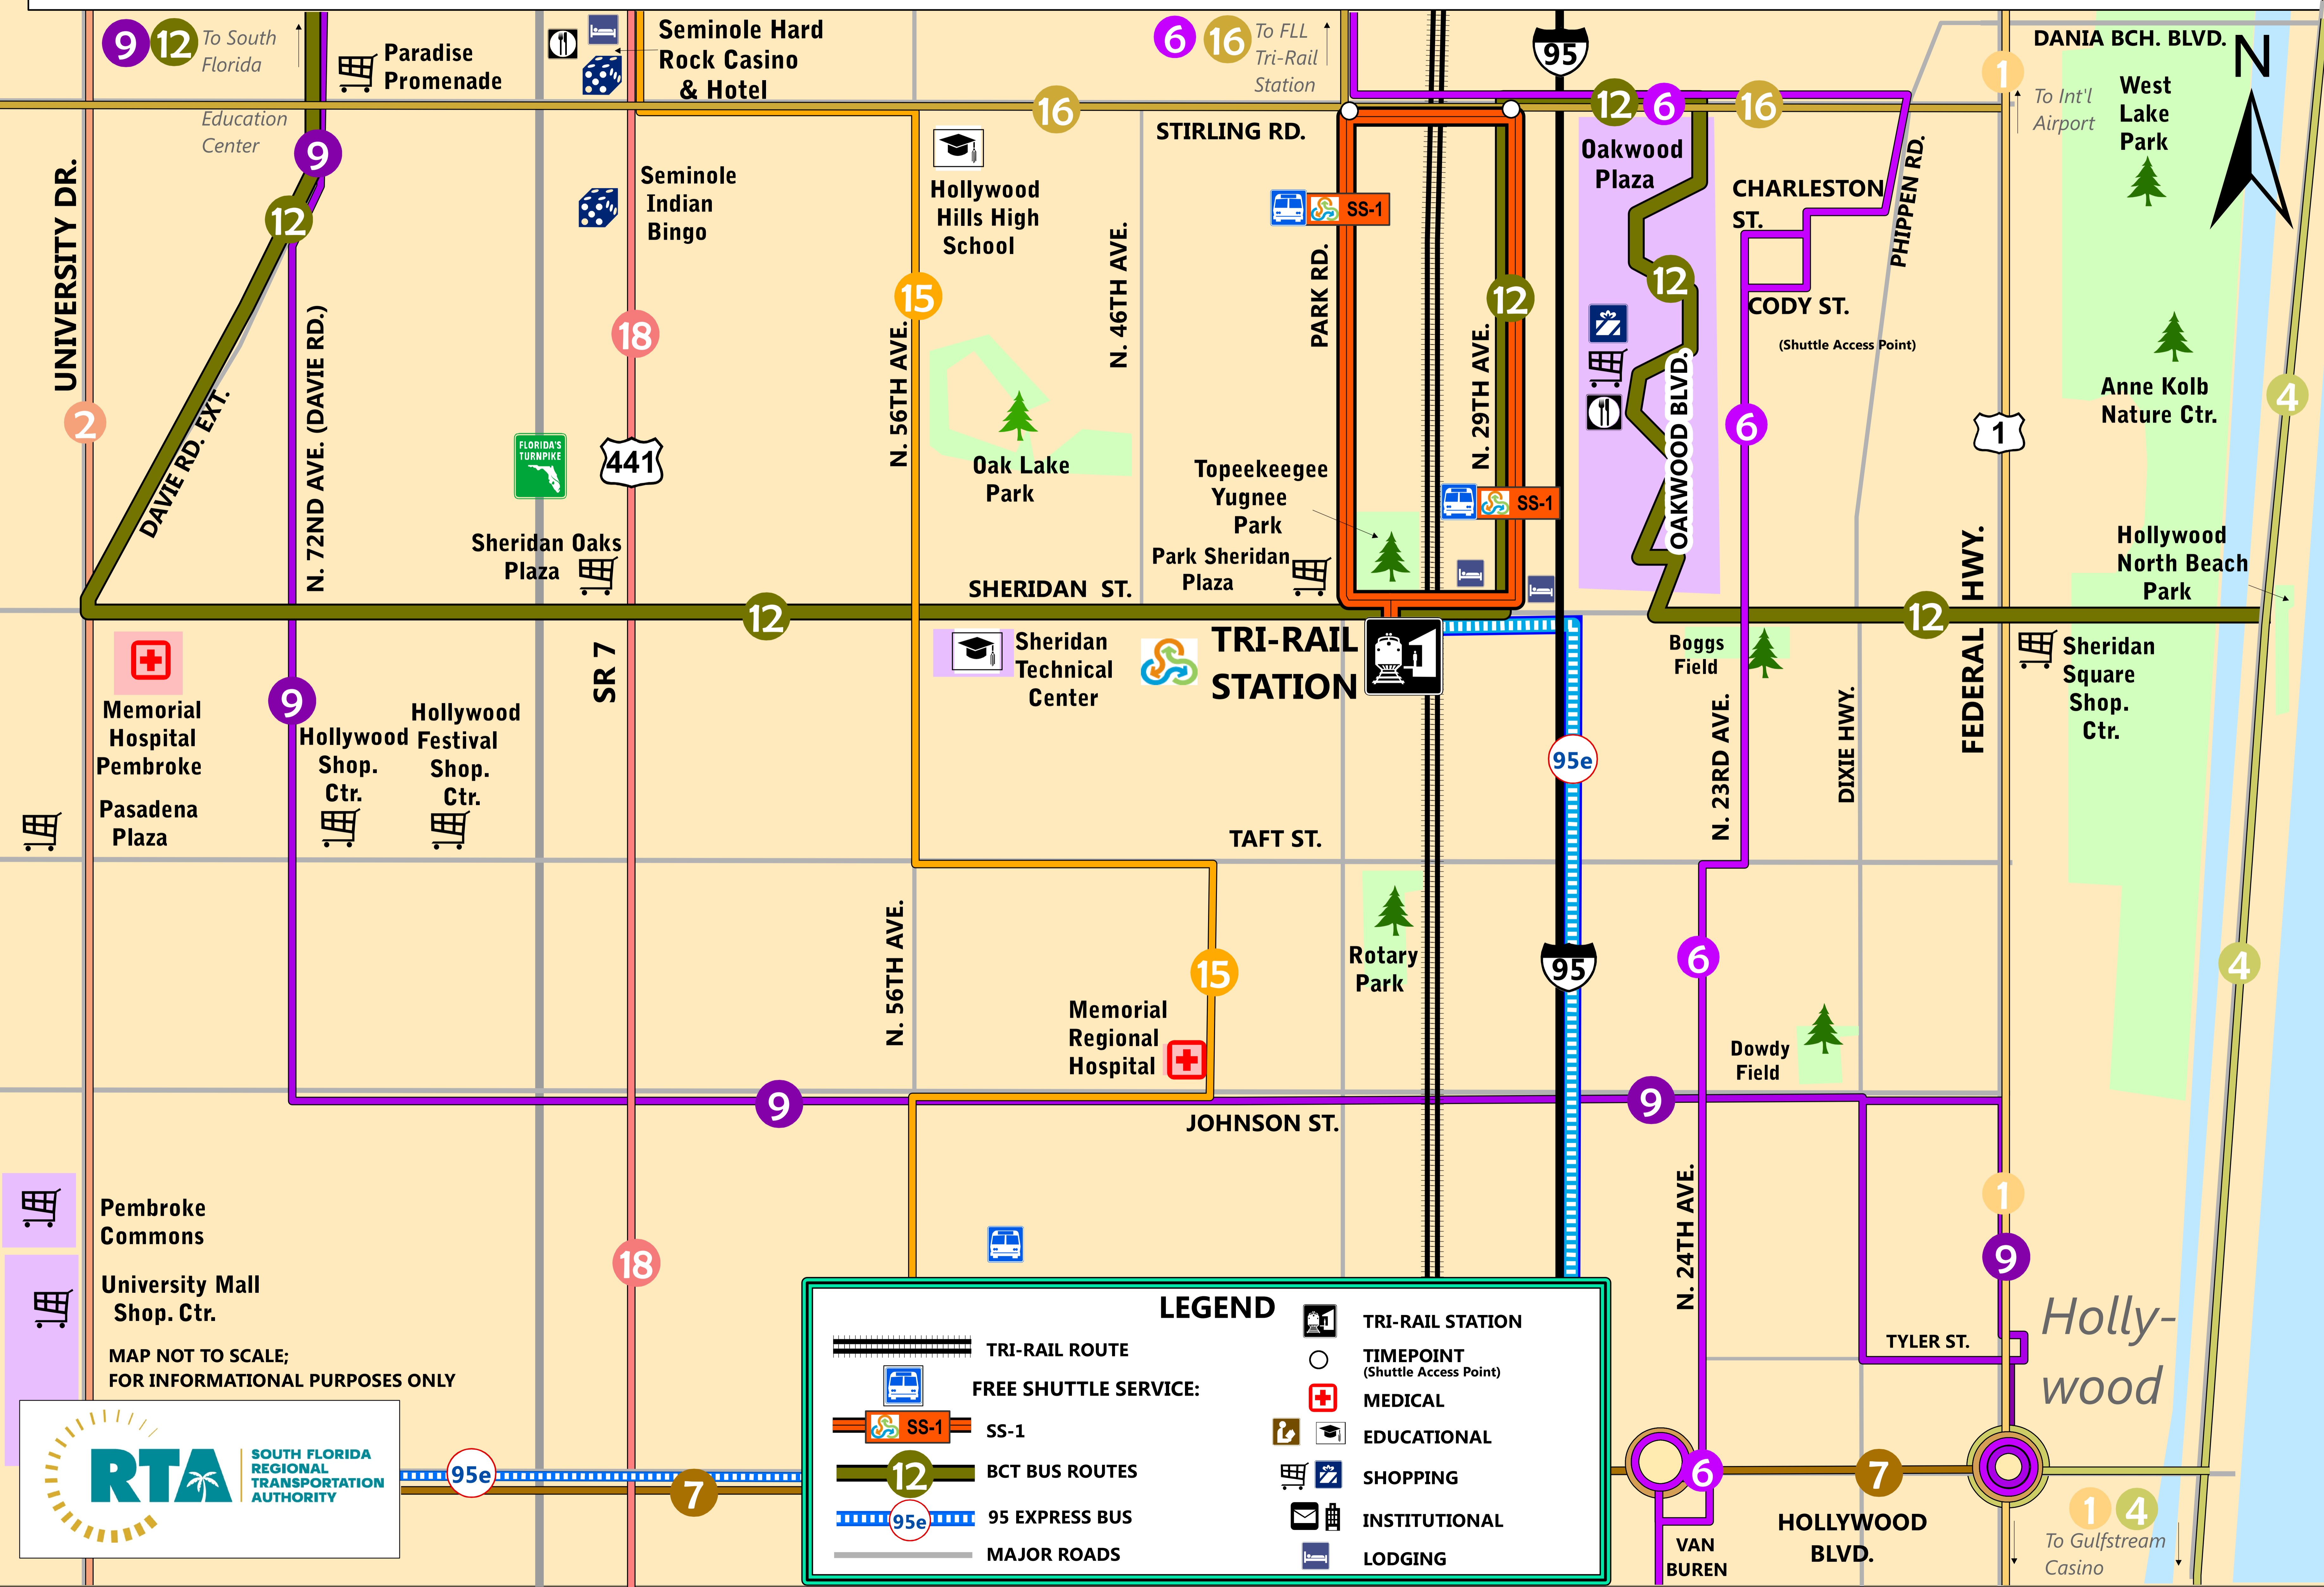 9 12 To South
Florida
Education
Center
Paradise
Promenade
Seminole Hard
Rock Casino
& Hotel
6 16 To FLL
Tri-Rail
Station
95
1
DANIA BCH. BLVD.
N
To Int'l
Airport
West
Lake
Park
16
STIRLING RD.
12 6 16
9
12
UNIVERSITY DR.
Seminole
Indian
Bingo
Hollywood
Hills High
School
Oakwood
Plaza
CHARLESTON
ST.
PHIPPEN RD.
SS-1
N. 46TH AVE.
PARK RD.
15
12
12
CODY ST.
(Shuttle Access Point)
18
N. 72ND AVE. (DAVIE RD.)
N. 56TH AVE.
N. 29TH AVE.
OAKWOOD BLVD.
2
DAVIE RD. EXT.
6
1
Anne Kolb
Nature Ctr.
4
FLORIDA'S
TURNPIKE
441
Oak Lake
Park
Topeekeegee
Yugnee
Park
SS-1
Sheridan Oaks
Plaza
Park Sheridan
Plaza
Hollywood
North Beach
Park
SHERIDAN ST.
12
12
FEDERAL HWY.
Memorial
Hospital
Pembroke
9
SR 7
Sheridan
Technical
Center
TRI-RAIL
STATION
Boggs
Field
Sheridan
Square
Shop.
Ctr.
Hollywood
Shop.
Ctr.
Hollywood
Festival
Shop.
Ctr.
95e
N. 23RD AVE.
DIXIE HWY.
Pasadena
Plaza
TAFT ST.
N. 56TH AVE.
15
Rotary
Park
95
6
4
Memorial
Regional
Hospital
Dowdy
Field
9
9
JOHNSON ST.
Pembroke
Commons
18
N. 24TH AVE.
1
9
University Mall
Shop. Ctr.
MAP NOT TO SCALE;
FOR INFORMATIONAL PURPOSES ONLY
TYLER ST.
Holly-
wood
RTA
SOUTH FLORIDA
REGIONAL
TRANSPORTATION
AUTHORITY
95e
7
LEGEND
TRI-RAIL ROUTE
FREE SHUTTLE SERVICE:
SS-1 SS-1
12 BCT BUS ROUTES
95e 95 EXPRESS BUS
MAJOR ROADS
TRI-RAIL STATION
TIMEPOINT
(Shuttle Access Point)
MEDICAL
EDUCATIONAL
SHOPPING
INSTITUTIONAL
LODGING
6
7
VAN
BUREN
HOLLYWOOD
BLVD.
1 4
To Gulfstream
Casino